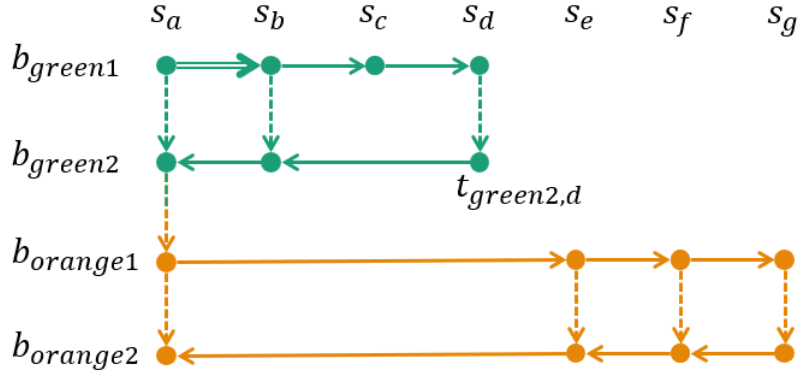 s_a s_b s_c s_d s_e s_f s_g
b_green1
b_green2
t_green2,d
b_orange1
b_orange2